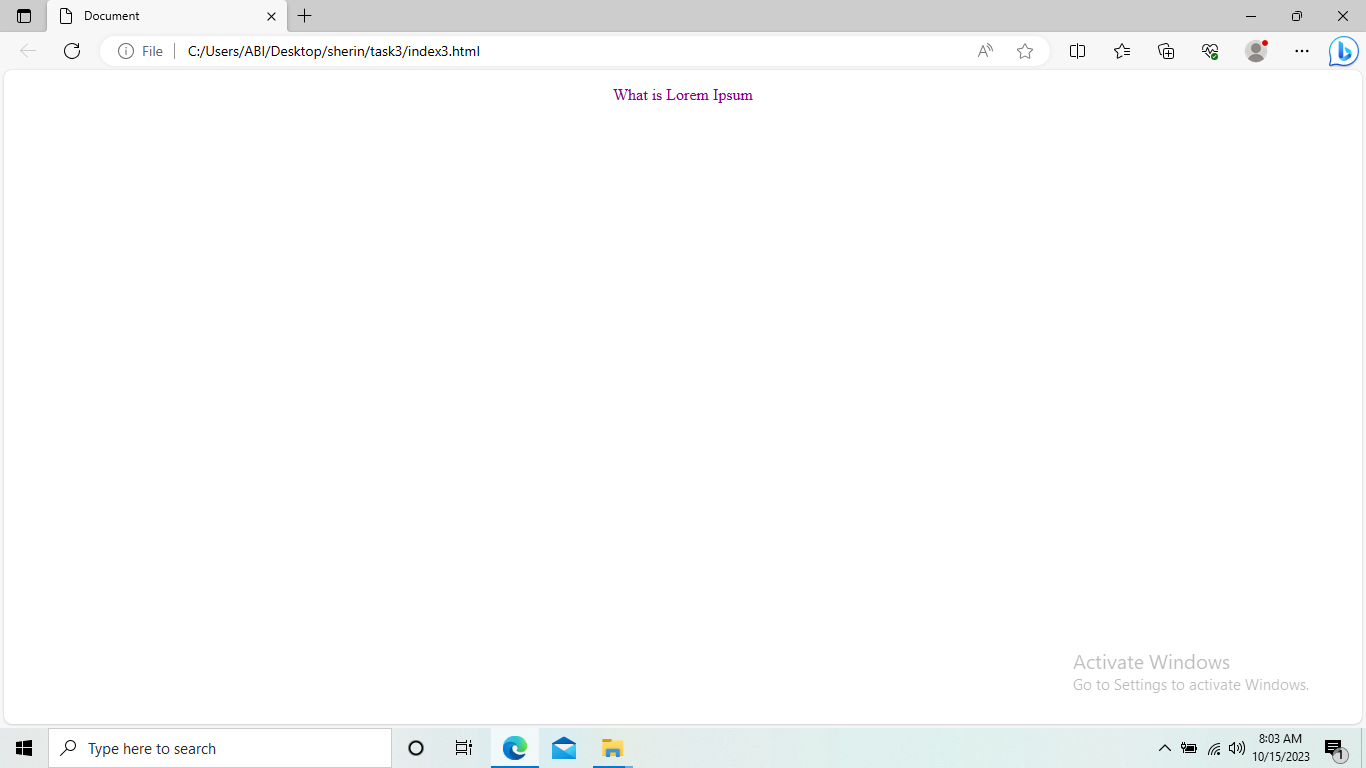 Document
File
C:/Users/ABI/Desktop/sherin/task3/index3.html
What is Lorem Ipsum
Activate Windows
Go to Settings to activate Windows.
Type here to search
8:03 AM
10/15/2023
1